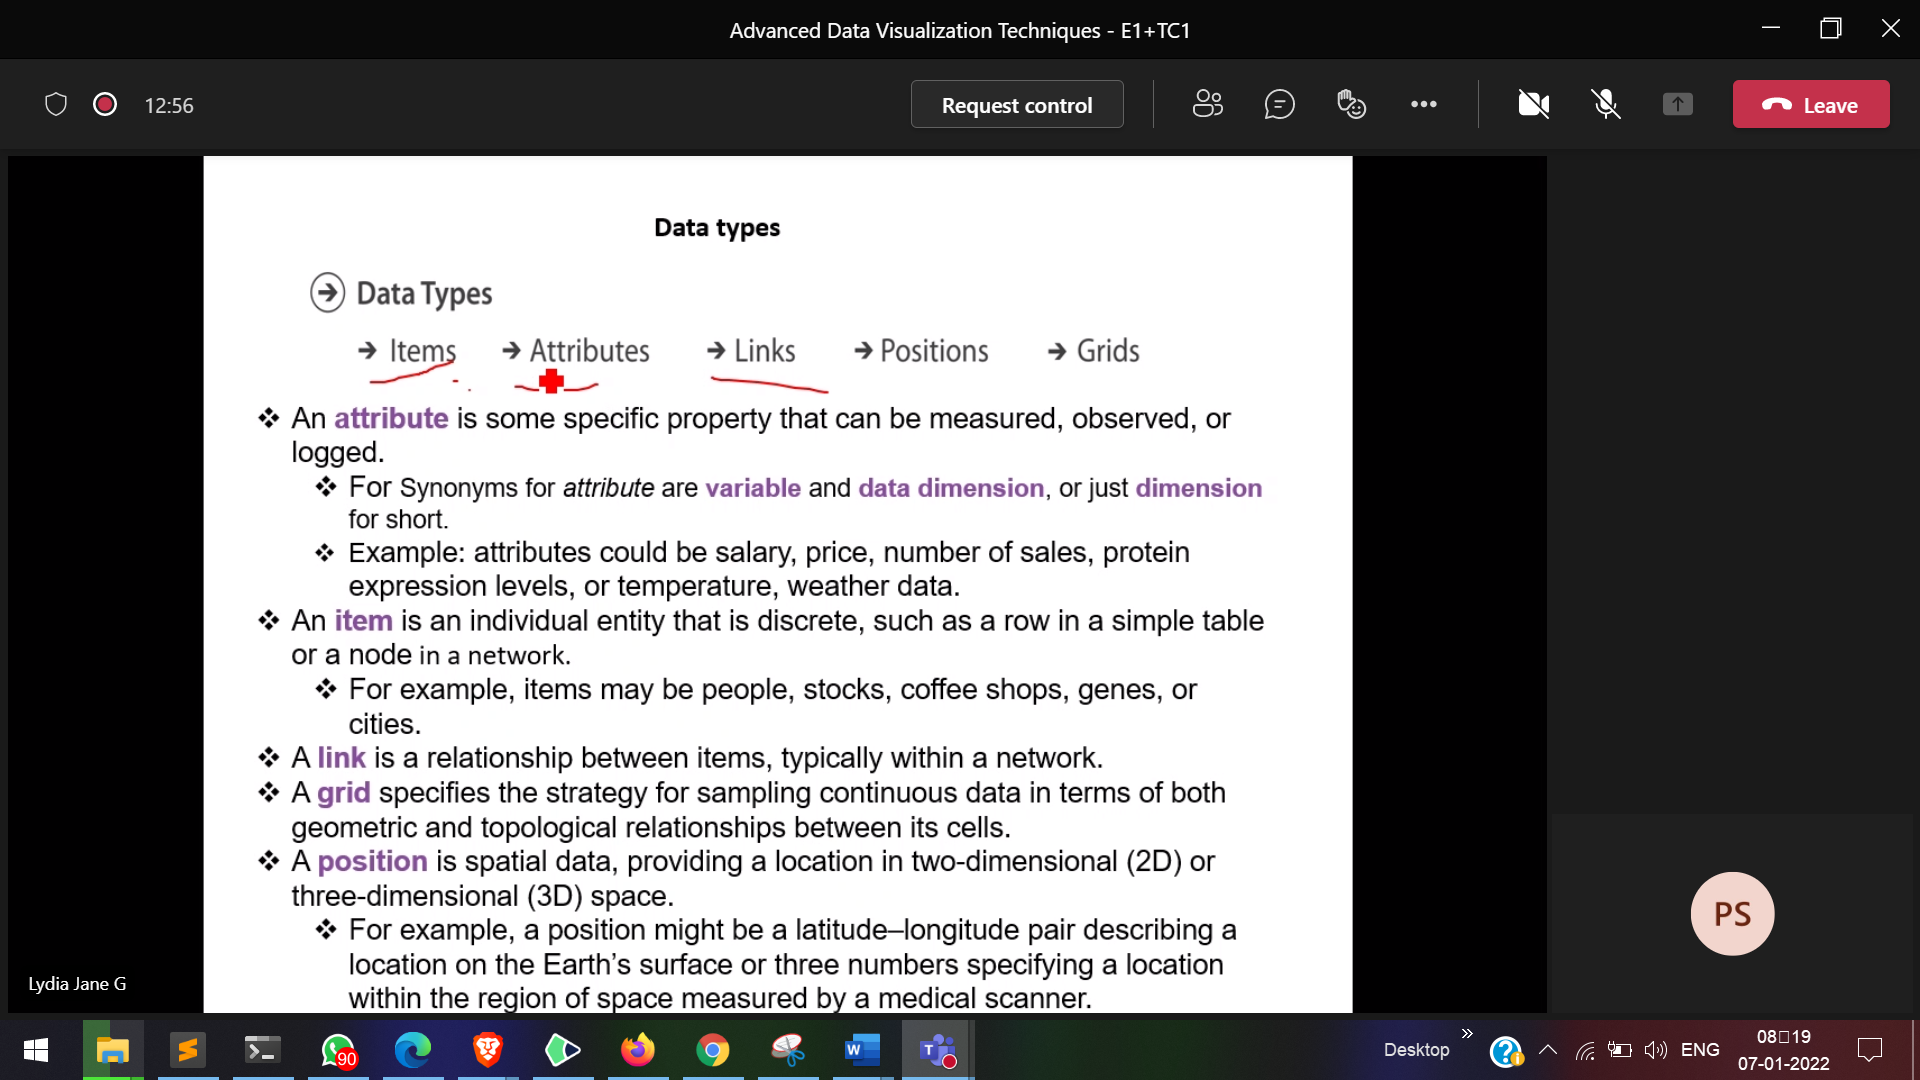 Advanced Data Visualization Techniques - E1+TC1
12:56
Request control
Leave
Data types
Data Types
Items
Attributes
Links
Positions
Grids
An attribute is some specific property that can be measured, observed, or
logged.
For Synonyms for attribute are variable and data dimension, or just dimension
for short.
Example: attributes could be salary, price, number of sales, protein
expression levels, or temperature, weather data.
An item is an individual entity that is discrete, such as a row in a simple table
or a node in a network.
For example, items may be people, stocks, coffee shops, genes, or
cities.
A link is a relationship between items, typically within a network.
A grid specifies the strategy for sampling continuous data in terms of both
geometric and topological relationships between its cells.
A position is spatial data, providing a location in two-dimensional (2D) or
three-dimensional (3D) space.
For example, a position might be a latitude–longitude pair describing a
location on the Earth's surface or three numbers specifying a location
within the region of space measured by a medical scanner.
Lydia Jane G
PS
90
W
T
Desktop
ENG
08▯19
07-01-2022